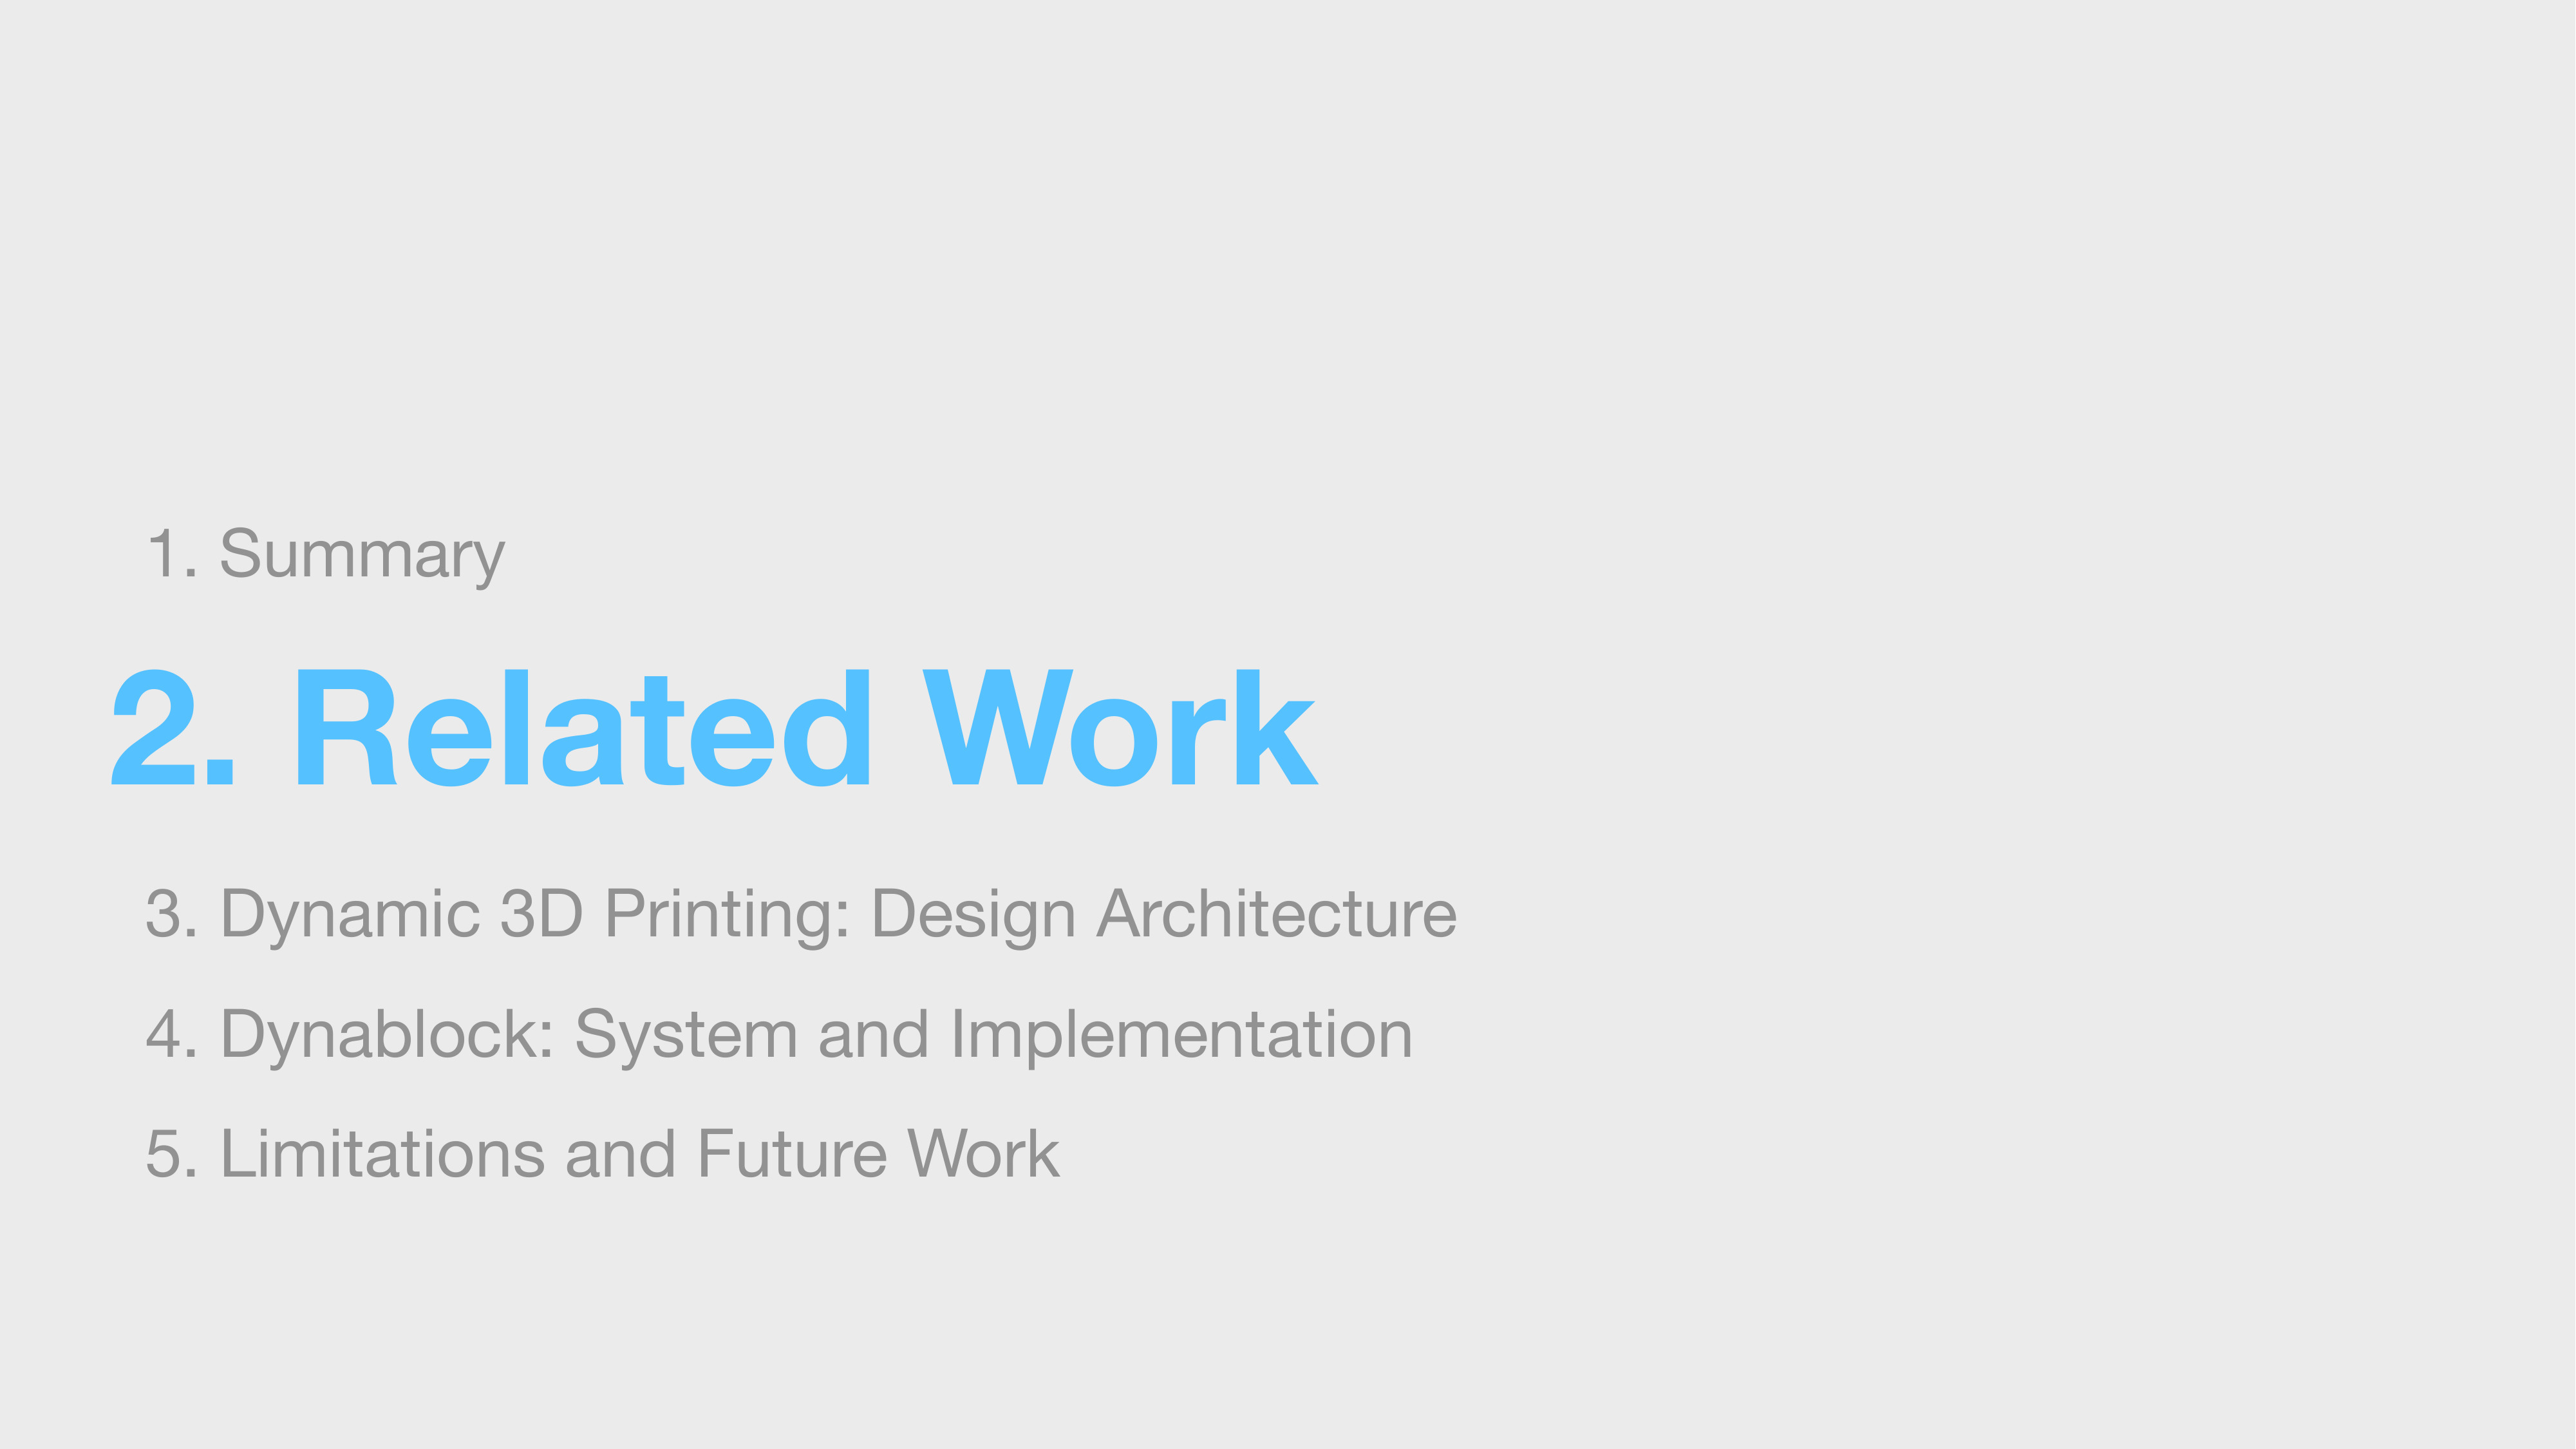 1. Summary
2. Related Work
3. Dynamic 3D Printing: Design Architecture
4. Dynablock: System and Implementation
5. Limitations and Future Work